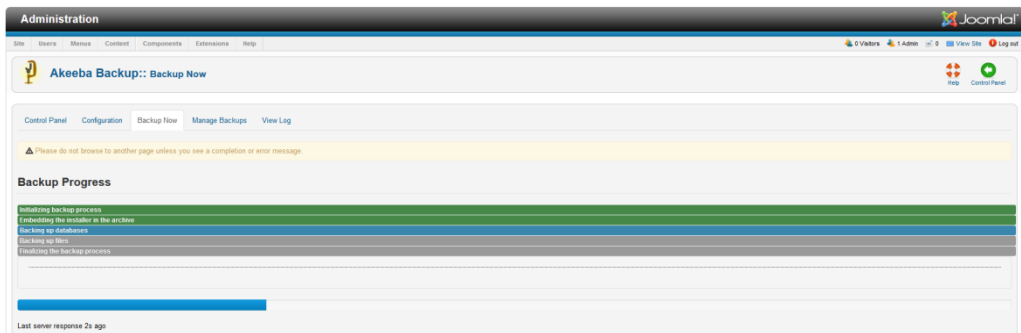 Administration Joomla!
Site Users Menus Content Components Extensions Help 0 Visitors 1 Admin 0 View Site Log out
Akeeba Backup:: Backup Now Help Control Panel
Control Panel Configuration Backup Now Manage Backups View Log
Please do not browse to another page unless you see a completion or error message.
Backup Progress
Initializing backup process
Embedding the installer in the archive
Backing up databases
Backing up files
Finalizing the backup process
Last server response 2s ago